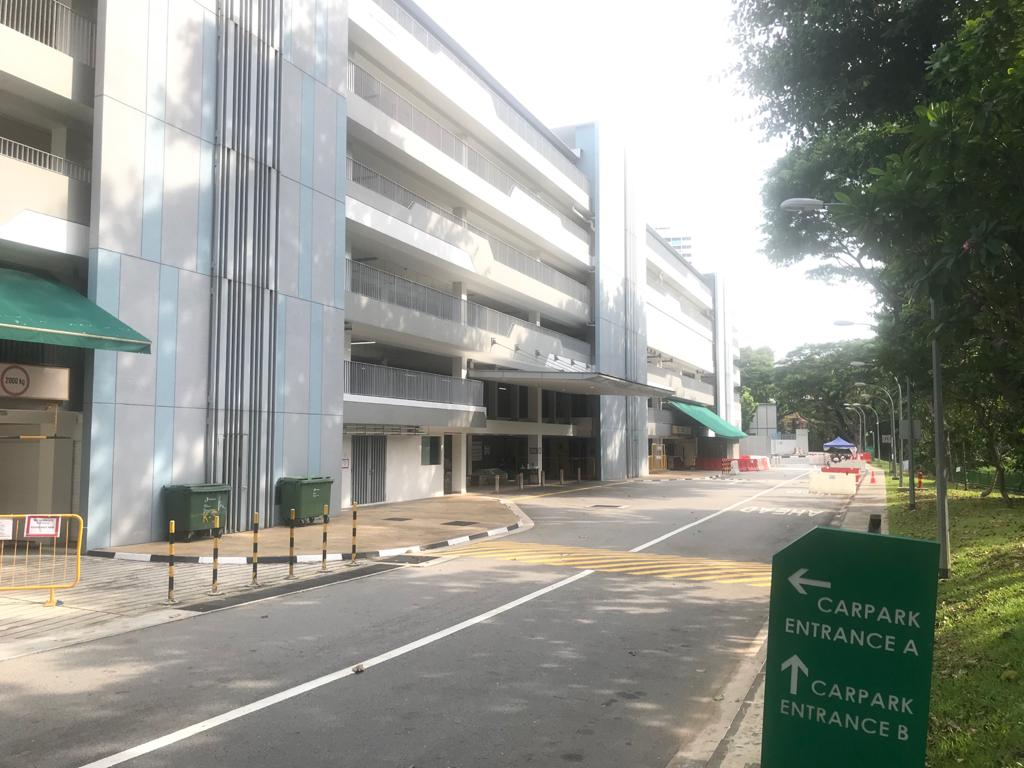 2000 kg
AHEAD
CARPARK
ENTRANCE A
CARPARK
ENTRANCE B